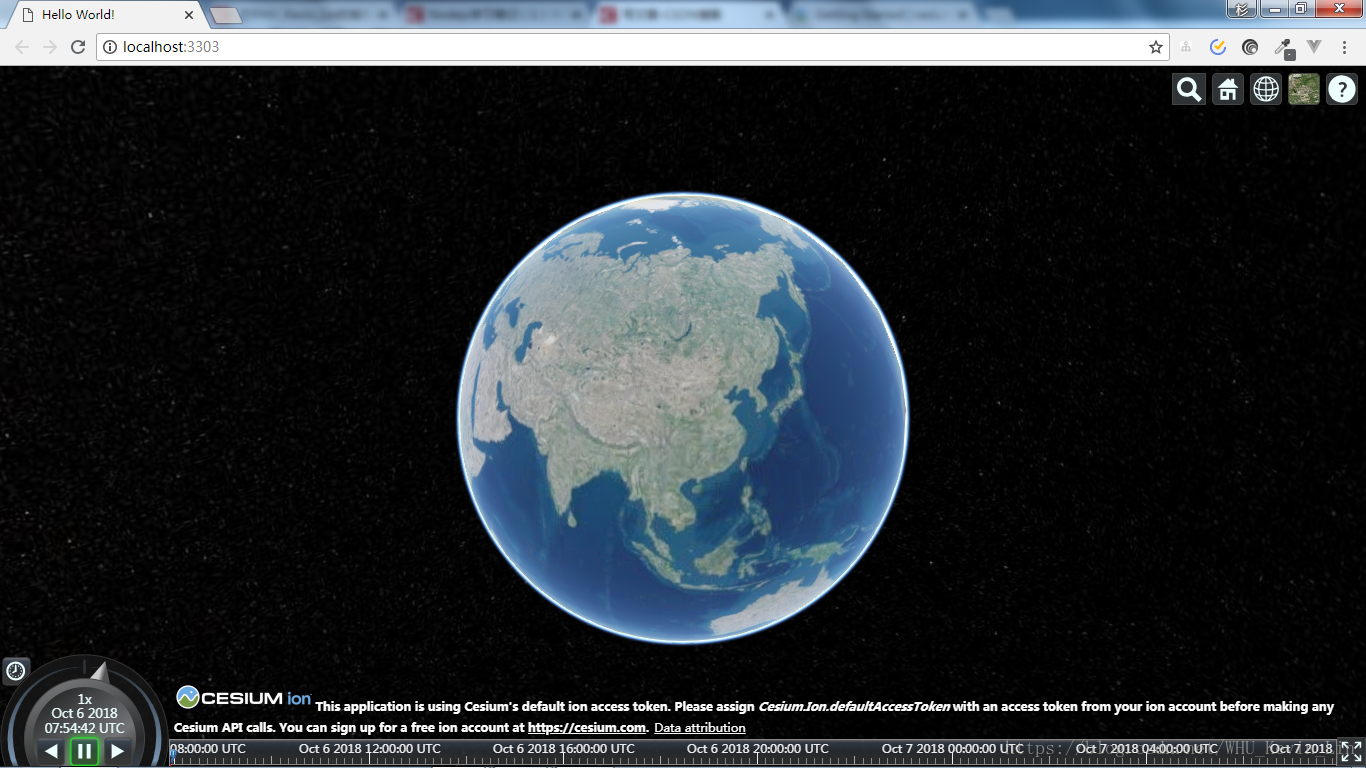 Hello World!
localhost:3303
?
1x
Oct 6 2018
07:54:42 UTC
CESIUM ion This application is using Cesium's default ion access token. Please assign Cesium.Ion.defaultAccessToken with an access token from your ion account before making any
Cesium API calls. You can sign up for a free ion account at https://cesium.com. Data attribution
08:00:00 UTC Oct 6 2018 12:00:00 UTC Oct 6 2018 16:00:00 UTC Oct 6 2018 20:00:00 UTC Oct 7 2018 00:00:00 UTC Oct 7 2018 04:00:00 UTC Oct 7 2018